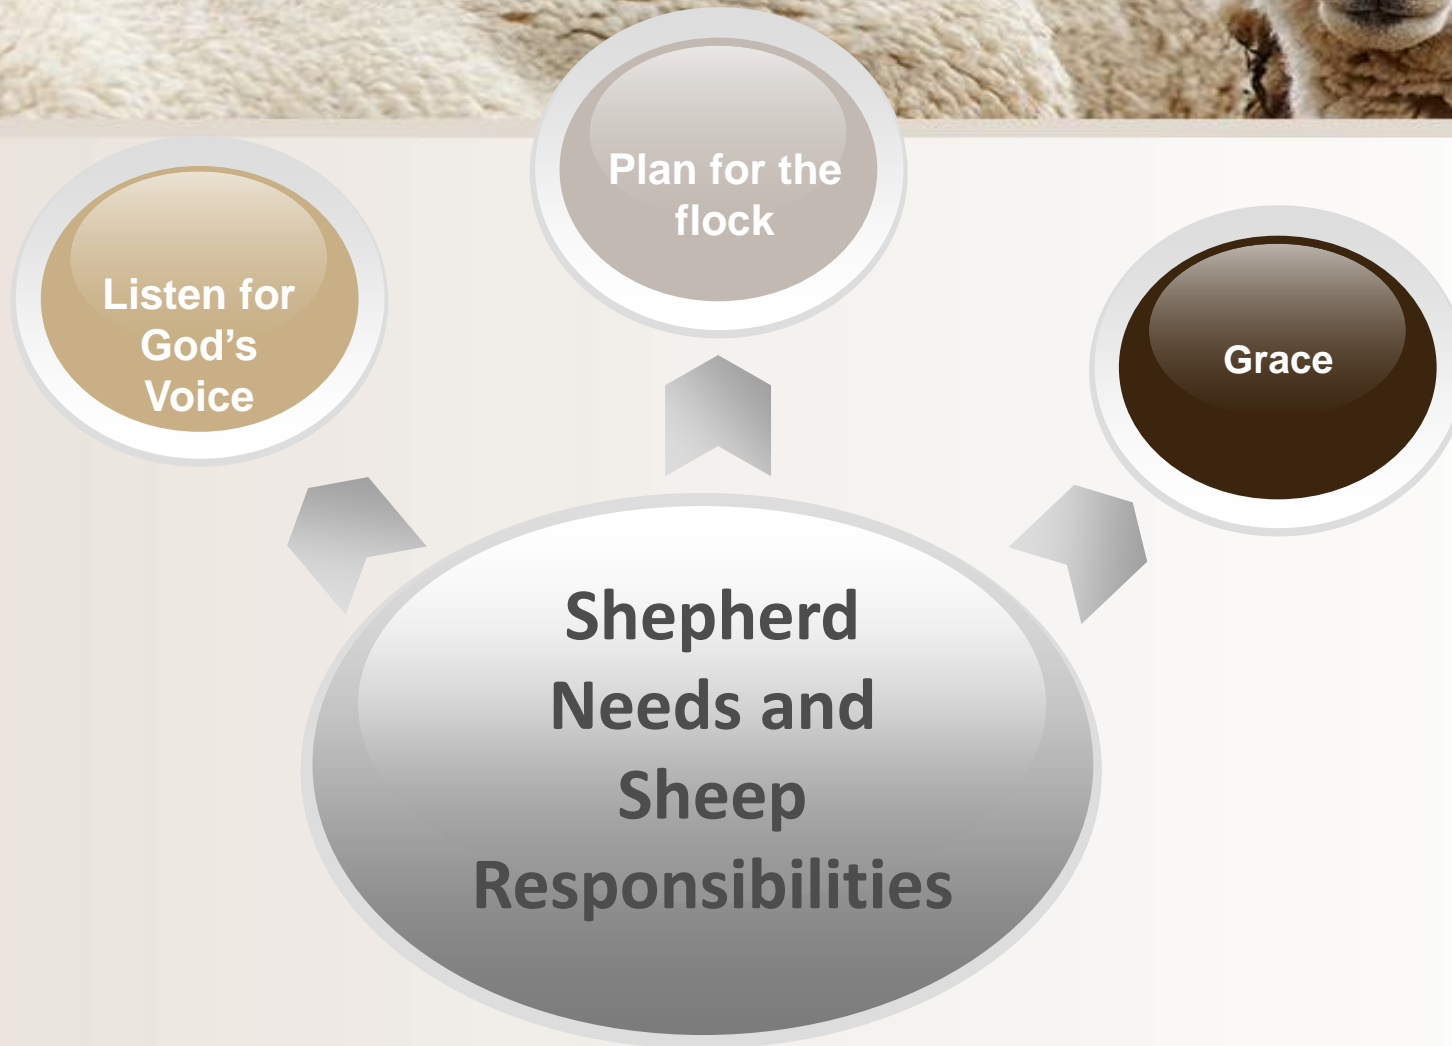 Listen for
God’s
Voice
Plan for the
flock
Grace
Shepherd
Needs and
Sheep
Responsibilities